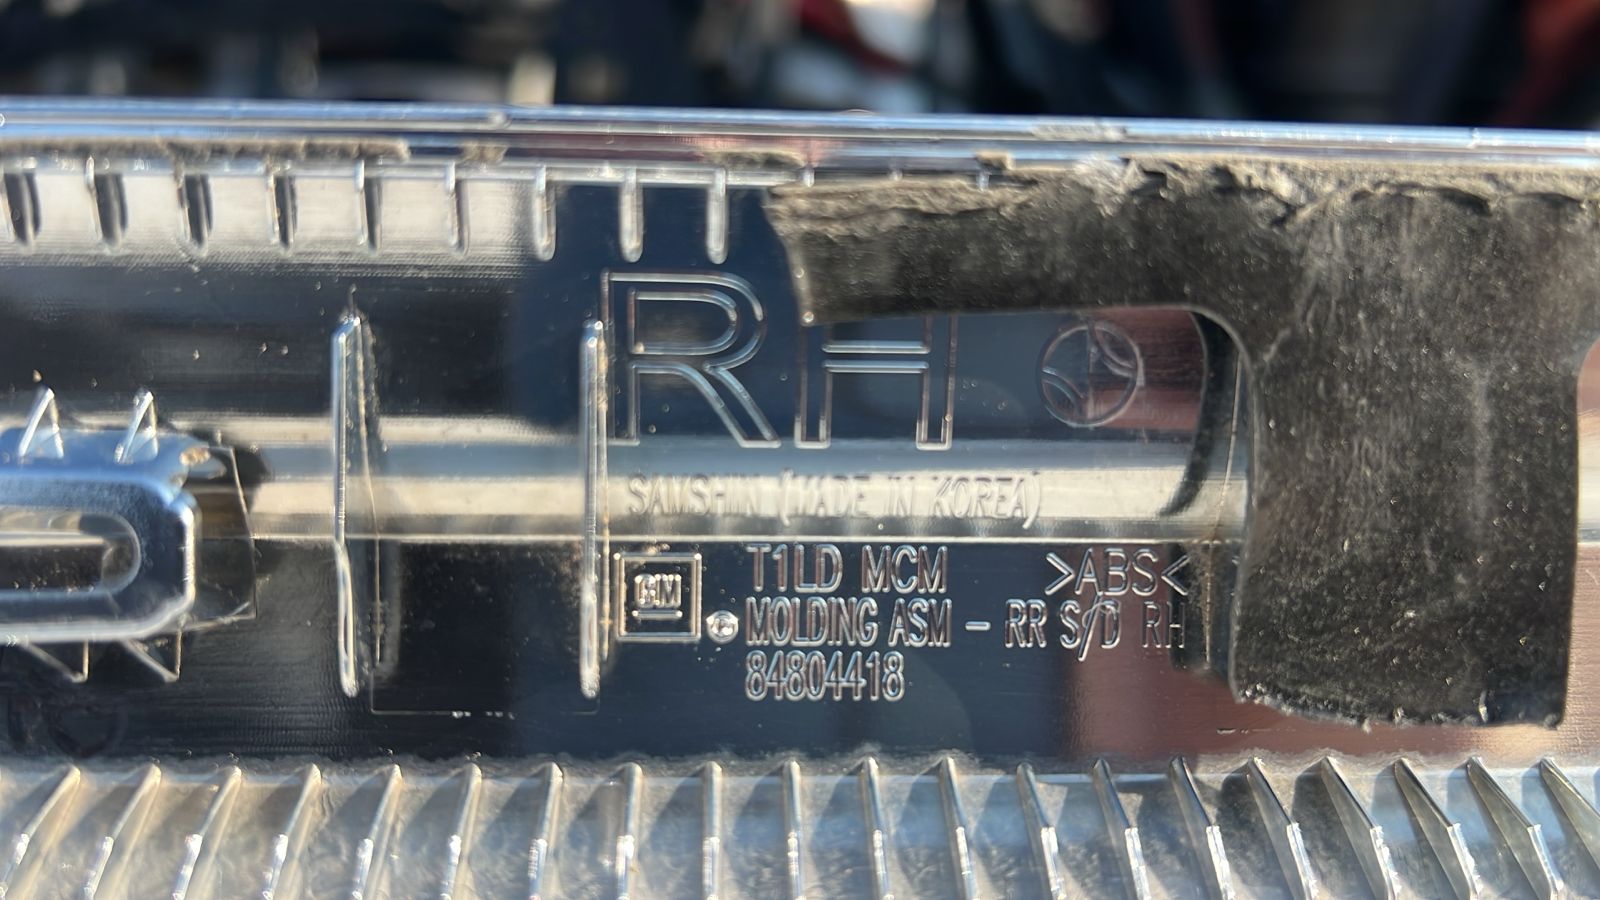 RH
SAMSHIN (MADE IN KOREA)
GM
T1LD MCM >ABS<
MOLDING ASM - RR S/D RH
84804418